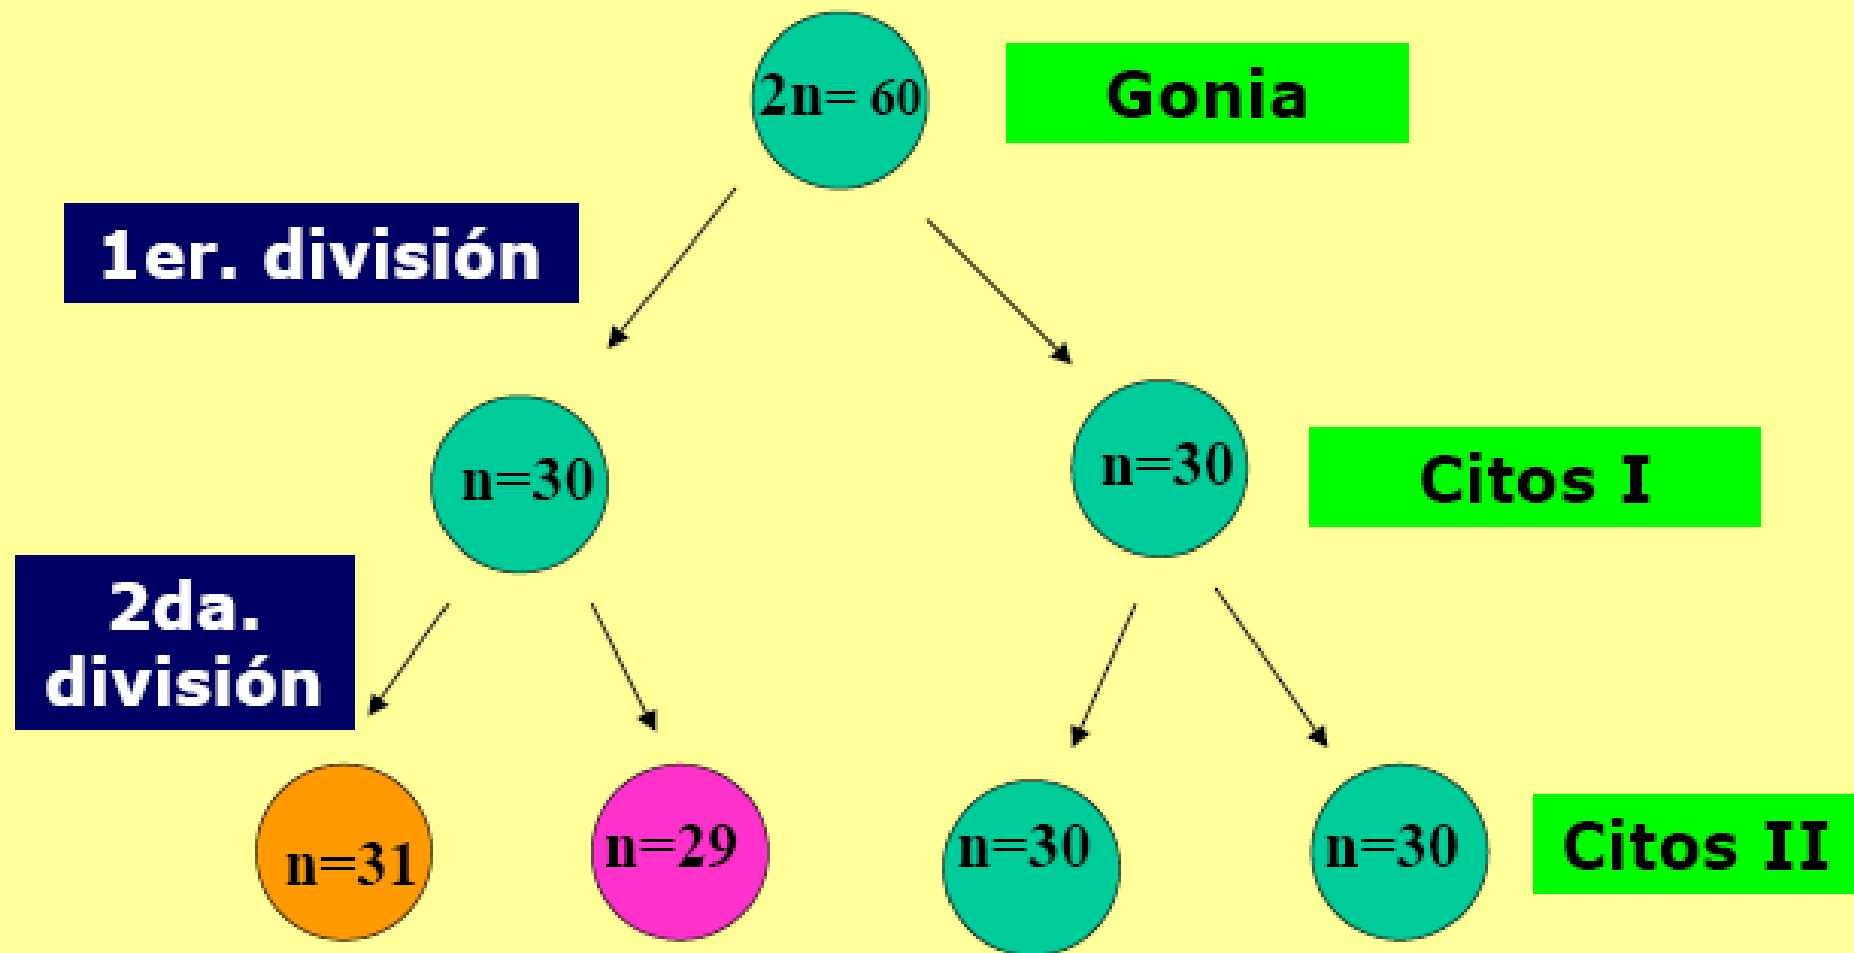 2n= 60
Gonia
1er. división
n=30
n=30
Citos I
2da.
división
n=31
n=29
n=30
n=30
Citos II